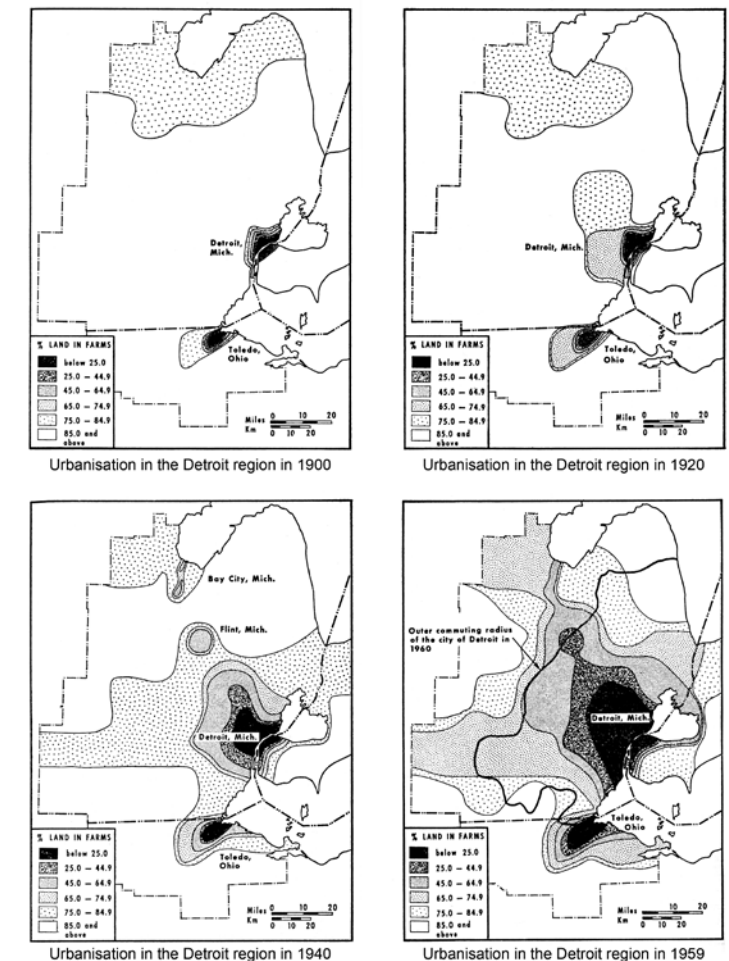 Detroit,
Mich.
Toledo,
Ohio
% LAND IN FARMS
below 25.0
25.0 – 44.9
45.0 – 64.9
65.0 – 74.9
75.0 – 84.9
85.0 and
above
Miles 0 10 20
Km 0 10 20
Urbanisation in the Detroit region in 1900
Detroit, Mich.
Toledo,
Ohio
% LAND IN FARMS
below 25.0
25.0 – 44.9
45.0 – 64.9
65.0 – 74.9
75.0 – 84.9
85.0 and
above
Miles 0 10 20
Km 0 10 20
Urbanisation in the Detroit region in 1920
Bay City, Mich.
Flint, Mich.
Detroit, Mich.
Toledo,
Ohio
% LAND IN FARMS
below 25.0
25.0 – 44.9
45.0 – 64.9
65.0 – 74.9
75.0 – 84.9
85.0 and
above
Miles 0 10 20
Km 0 10 20
Urbanisation in the Detroit region in 1940
Outer commuting radius
of the city of Detroit in
1960
Detroit, Mich.
Toledo,
Ohio
% LAND IN FARMS
below 25.0
25.0 – 44.9
45.0 – 64.9
65.0 – 74.9
75.0 – 84.9
85.0 and
above
Miles 0 10 20
Km 0 10 20
Urbanisation in the Detroit region in 1959